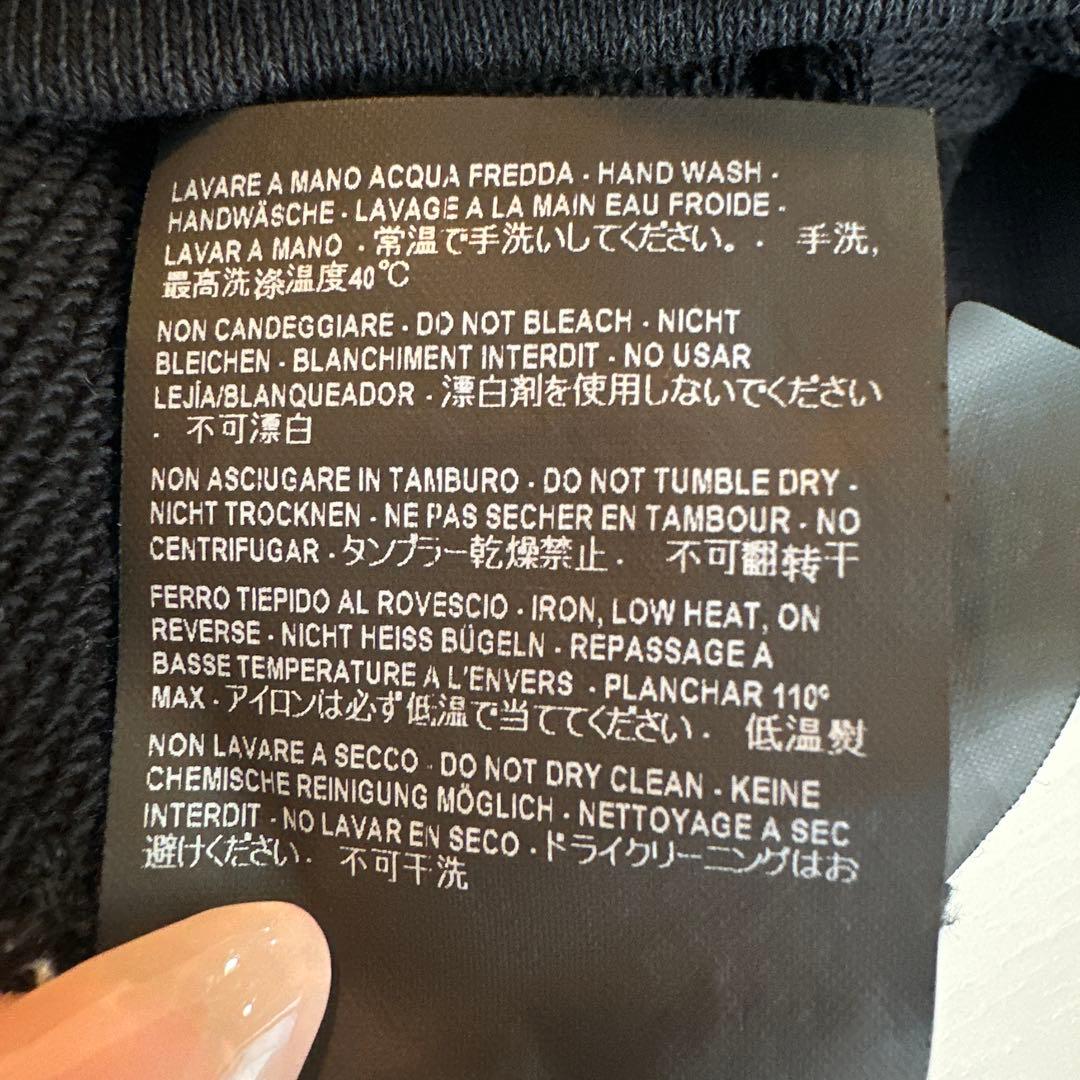 LAVARE A MANO ACQUA FREDDA · HAND WASH ·
HANDWÄSCHE · LAVAGE A LA MAIN EAU FROIDE ·
LAVAR A MANO · 常温で手洗いしてください。· 手洗,
最高洗涤温度40℃
NON CANDEGGIARE · DO NOT BLEACH · NICHT
BLEICHEN · BLANCHIMENT INTERDIT · NO USAR
LEJÍA/BLANQUEADOR · 漂白剤を使用しないでください
· 不可漂白
NON ASCIUGARE IN TAMBURO · DO NOT TUMBLE DRY ·
NICHT TROCKNEN · NE PAS SECHER EN TAMBOUR · NO
CENTRIFUGAR · タンブラー乾燥禁止 · 不可翻转干
FERRO TIEPIDO AL ROVESCIO · IRON, LOW HEAT, ON
REVERSE · NICHT HEISS BÜGELN · REPASSAGE A
BASSE TEMPERATURE A L'ENVERS · PLANCHAR 110º
MAX · アイロンは必ず低温で当ててください · 低温熨
NON LAVARE A SECCO · DO NOT DRY CLEAN · KEINE
CHEMISCHE REINIGUNG MÖGLICH · NETTOYAGE A SEC
INTERDIT · NO LAVAR EN SECO · ドライクリーニングはお
避けください · 不可干洗